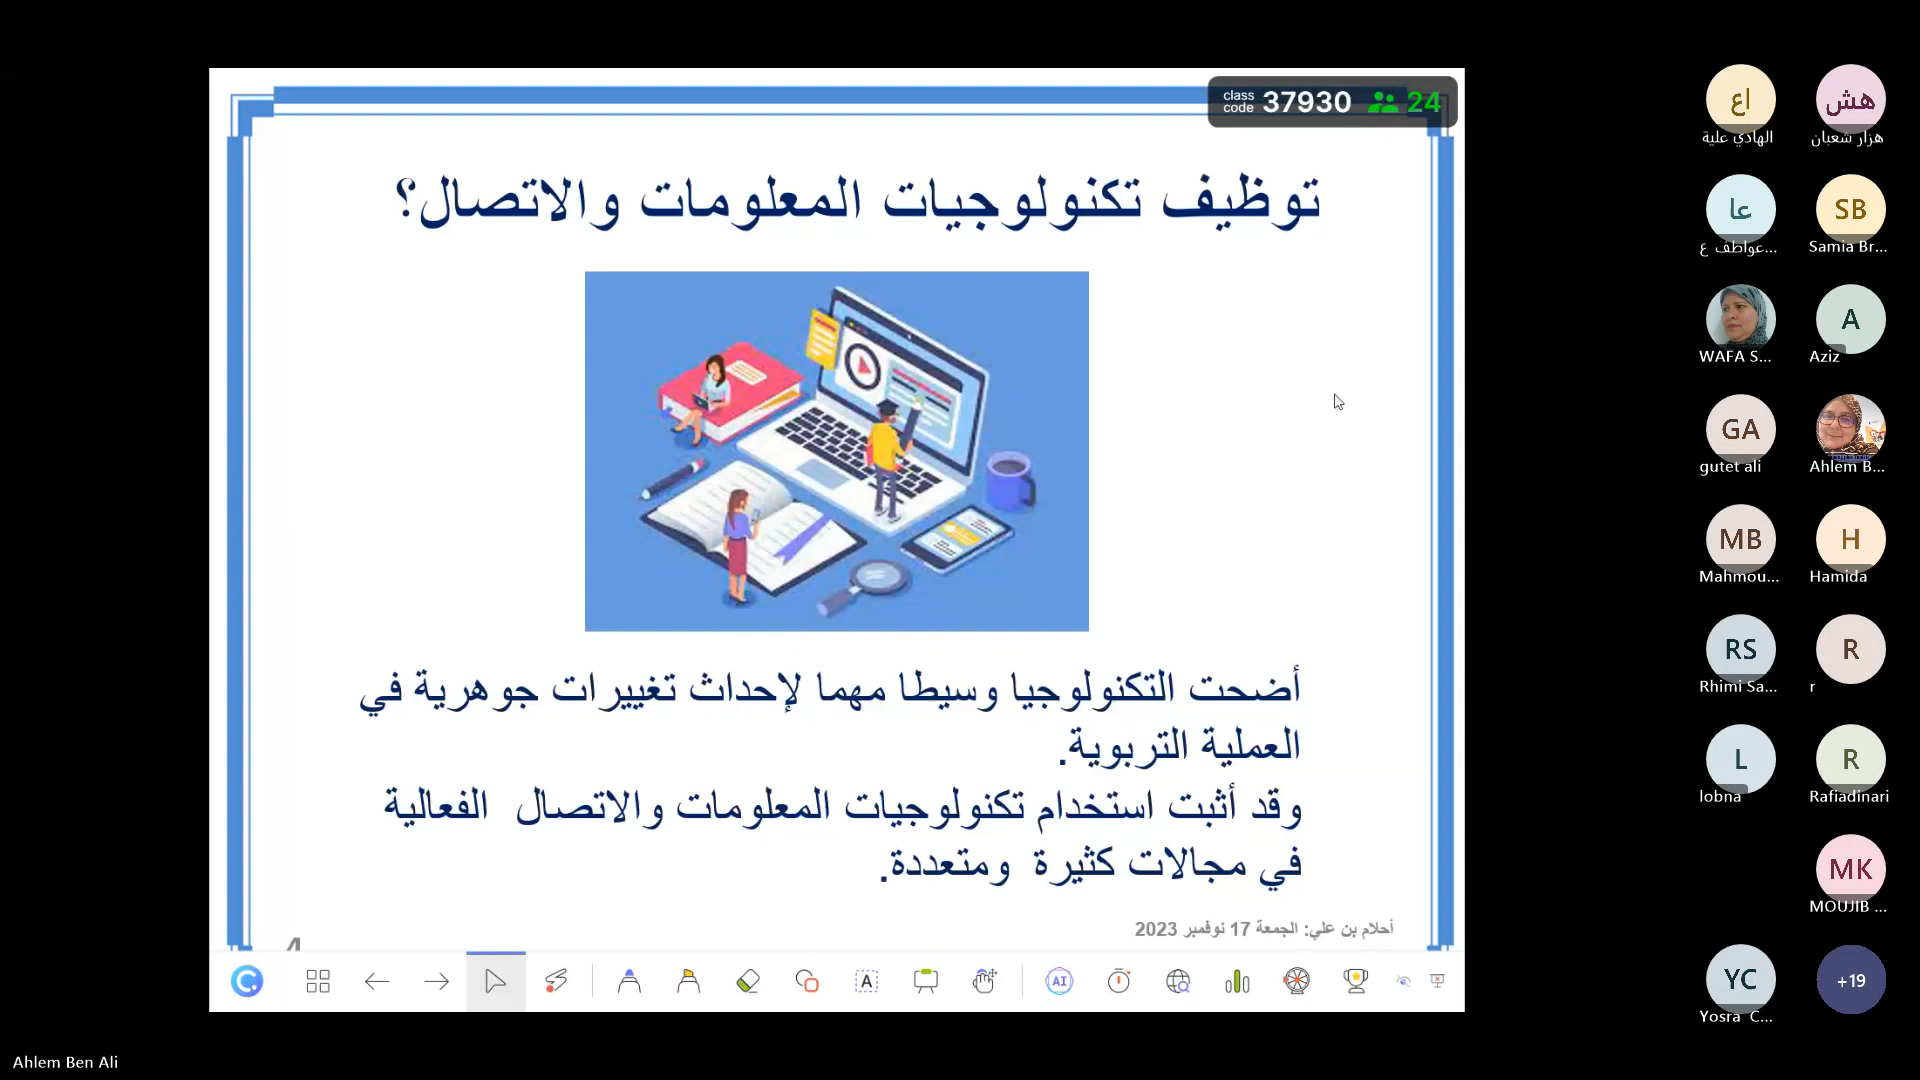 class code 37930 24
توظيف تكنولوجيات المعلومات والاتصال؟
أضحت التكنولوجيا وسيطا مهما لإحداث تغييرات جوهرية في
العملية التربوية.
وقد أثبت استخدام تكنولوجيات المعلومات والاتصال الفعالية
في مجالات كثيرة ومتعددة.
أحلام بن علي: الجمعة 17 نوفمبر 2023
4
A
AI
اع
الهادي علية
هش
هزار شعبان
عا
عواطف ع...
SB
Samia Br...
WAFA S...
A
Aziz
GA
gutet ali
Ahlem B...
MB
Mahmou...
H
Hamida
RS
Rhimi Sa...
R
r
L
lobna
R
Rafiadinari
MK
MOUJIB ...
YC
Yosra C...
+19
Ahlem Ben Ali